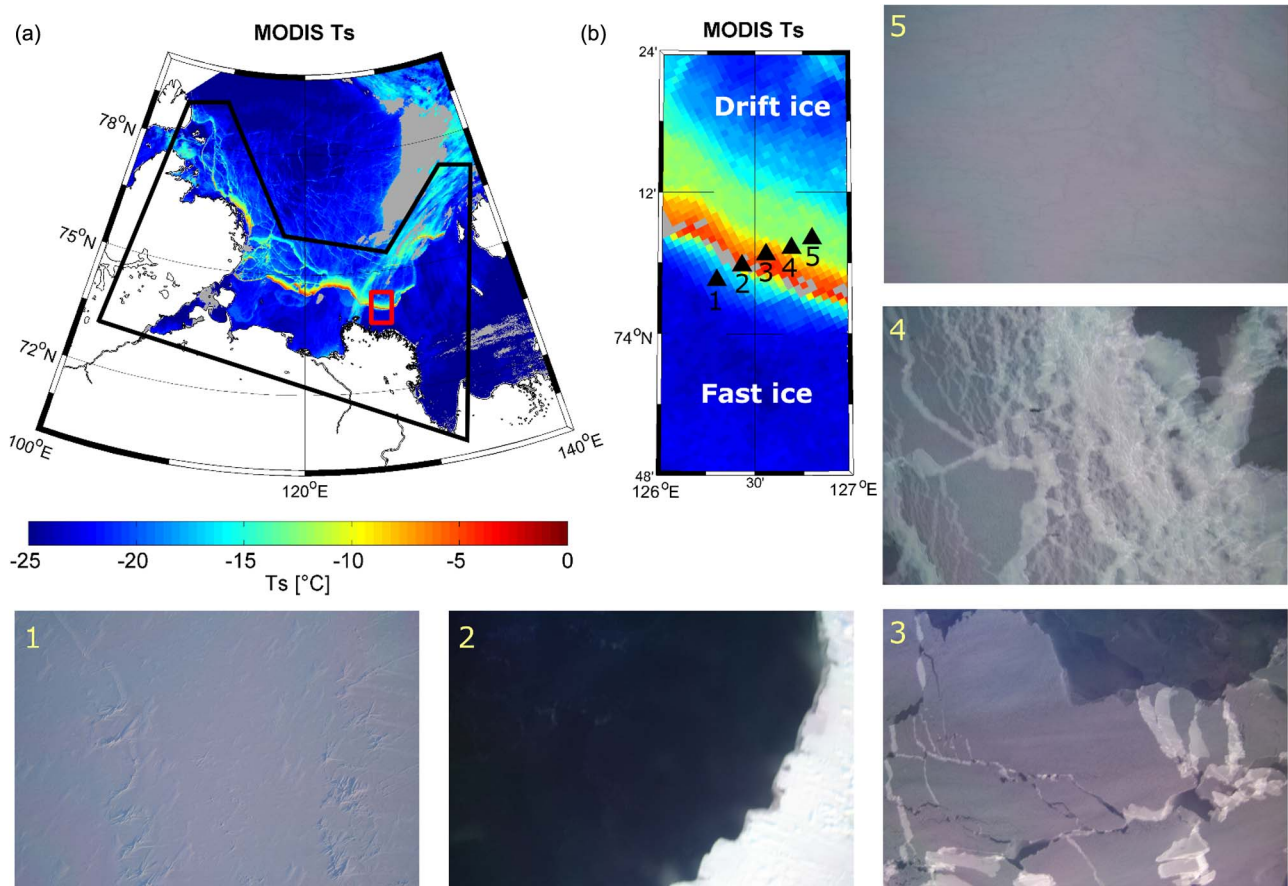 (a)
MODIS Ts
78°N
75°N
72°N
100°E
120°E
140°E
-25 -20 -15 -10 -5 0
Ts [°C]
(b)
MODIS Ts
24'
12'
74°N
48'
126°E
30'
127°E
Drift ice
1 2 3 4 5
Fast ice
5
4
1
2
3